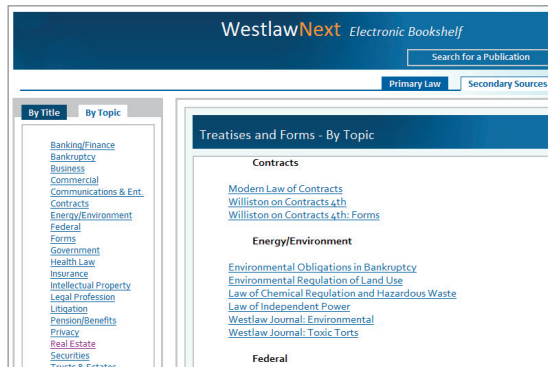 WestlawNext Electronic Bookshelf
Search for a Publication
Primary Law
Secondary Sources
By Title
By Topic
Banking/Finance
Bankruptcy
Business
Commercial
Communications & Ent.
Contracts
Energy/Environment
Federal
Forms
Government
Health Law
Insurance
Intellectual Property
Legal Profession
Litigation
Pension/Benefits
Privacy
Real Estate
Securities
Trusts & Estates
Treatises and Forms - By Topic
Contracts
Modern Law of Contracts
Williston on Contracts 4th
Williston on Contracts 4th: Forms
Energy/Environment
Environmental Obligations in Bankruptcy
Environmental Regulation of Land Use
Law of Chemical Regulation and Hazardous Waste
Law of Independent Power
Westlaw Journal: Environmental
Westlaw Journal: Toxic Torts
Federal